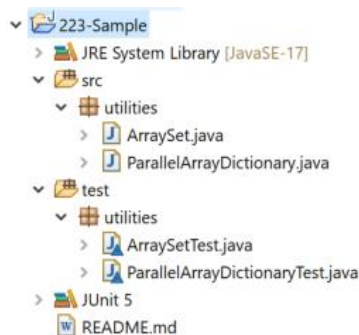 223-Sample
JRE System Library [JavaSE-17]
src
utilities
ArraySet.java
ParallelArrayDictionary.java
test
utilities
ArraySetTest.java
ParallelArrayDictionaryTest.java
JUnit 5
README.md